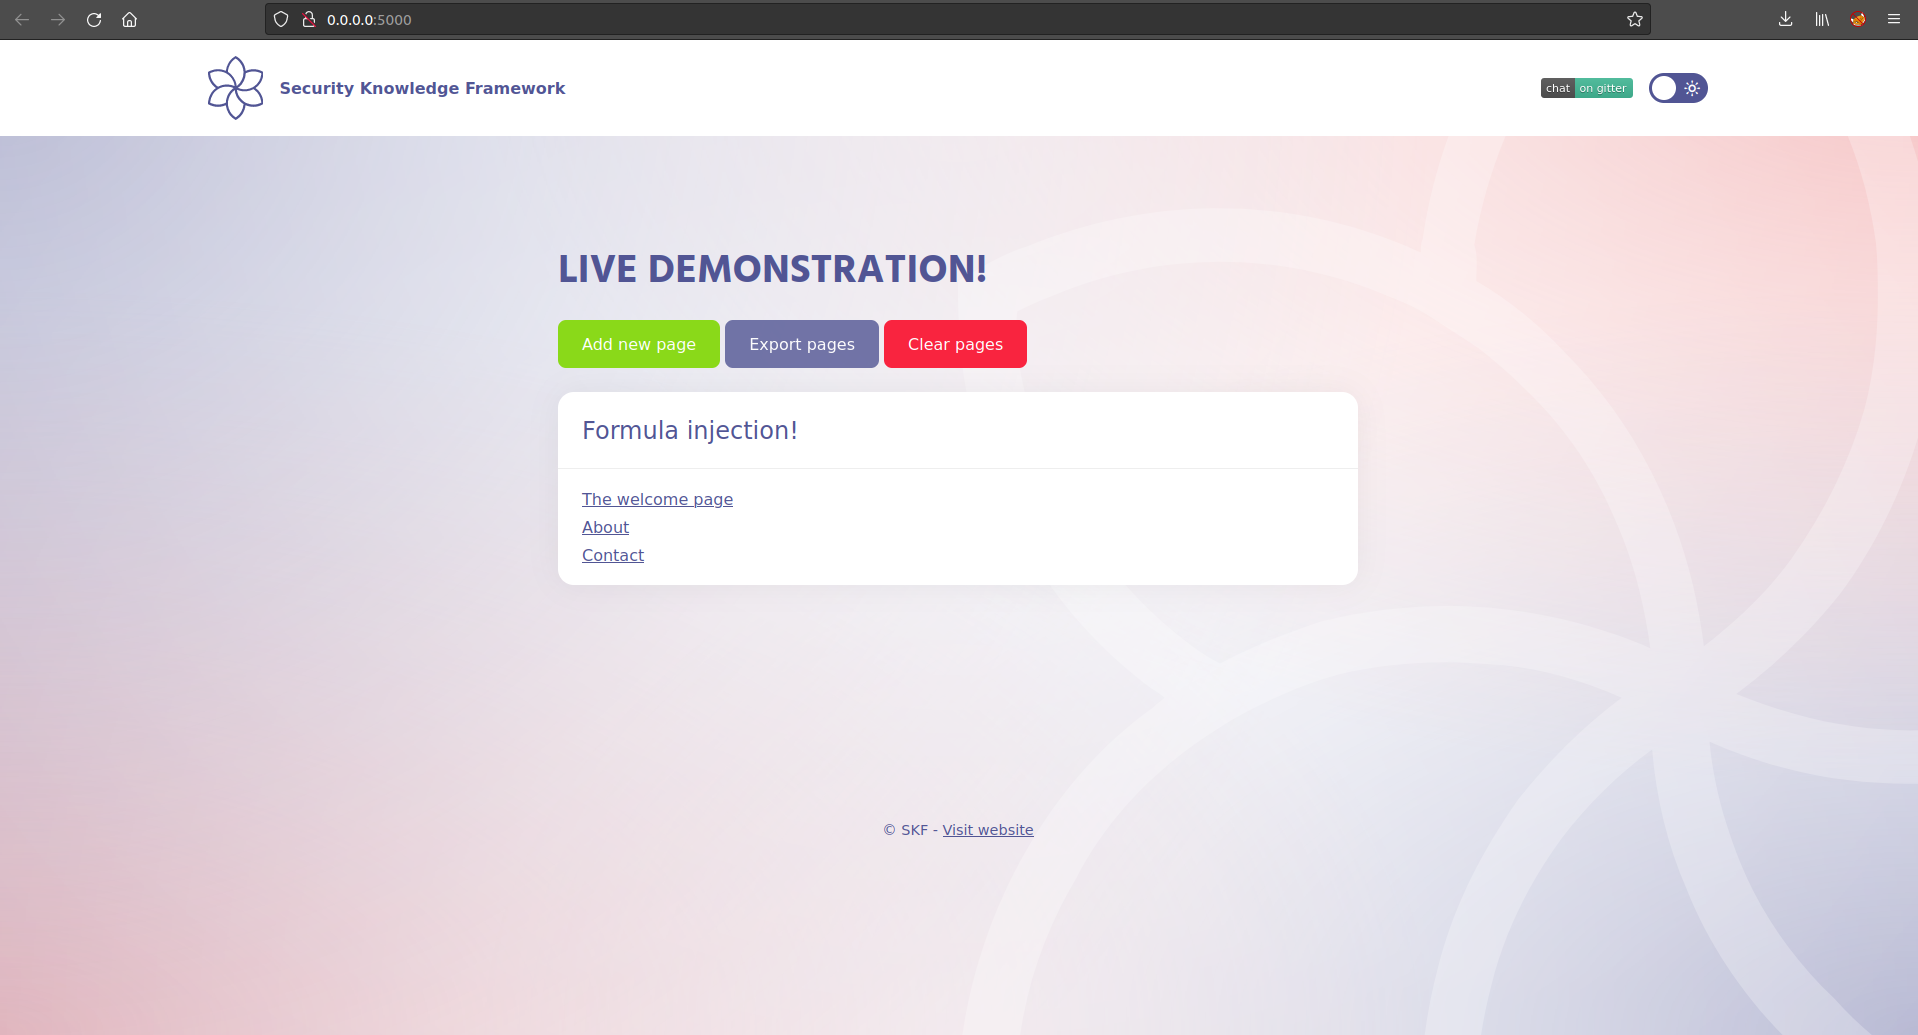 0.0.0.0:5000
Security Knowledge Framework
chat on gitter
LIVE DEMONSTRATION!
Add new page Export pages Clear pages
Formula injection!
The welcome page
About
Contact
© SKF - Visit website